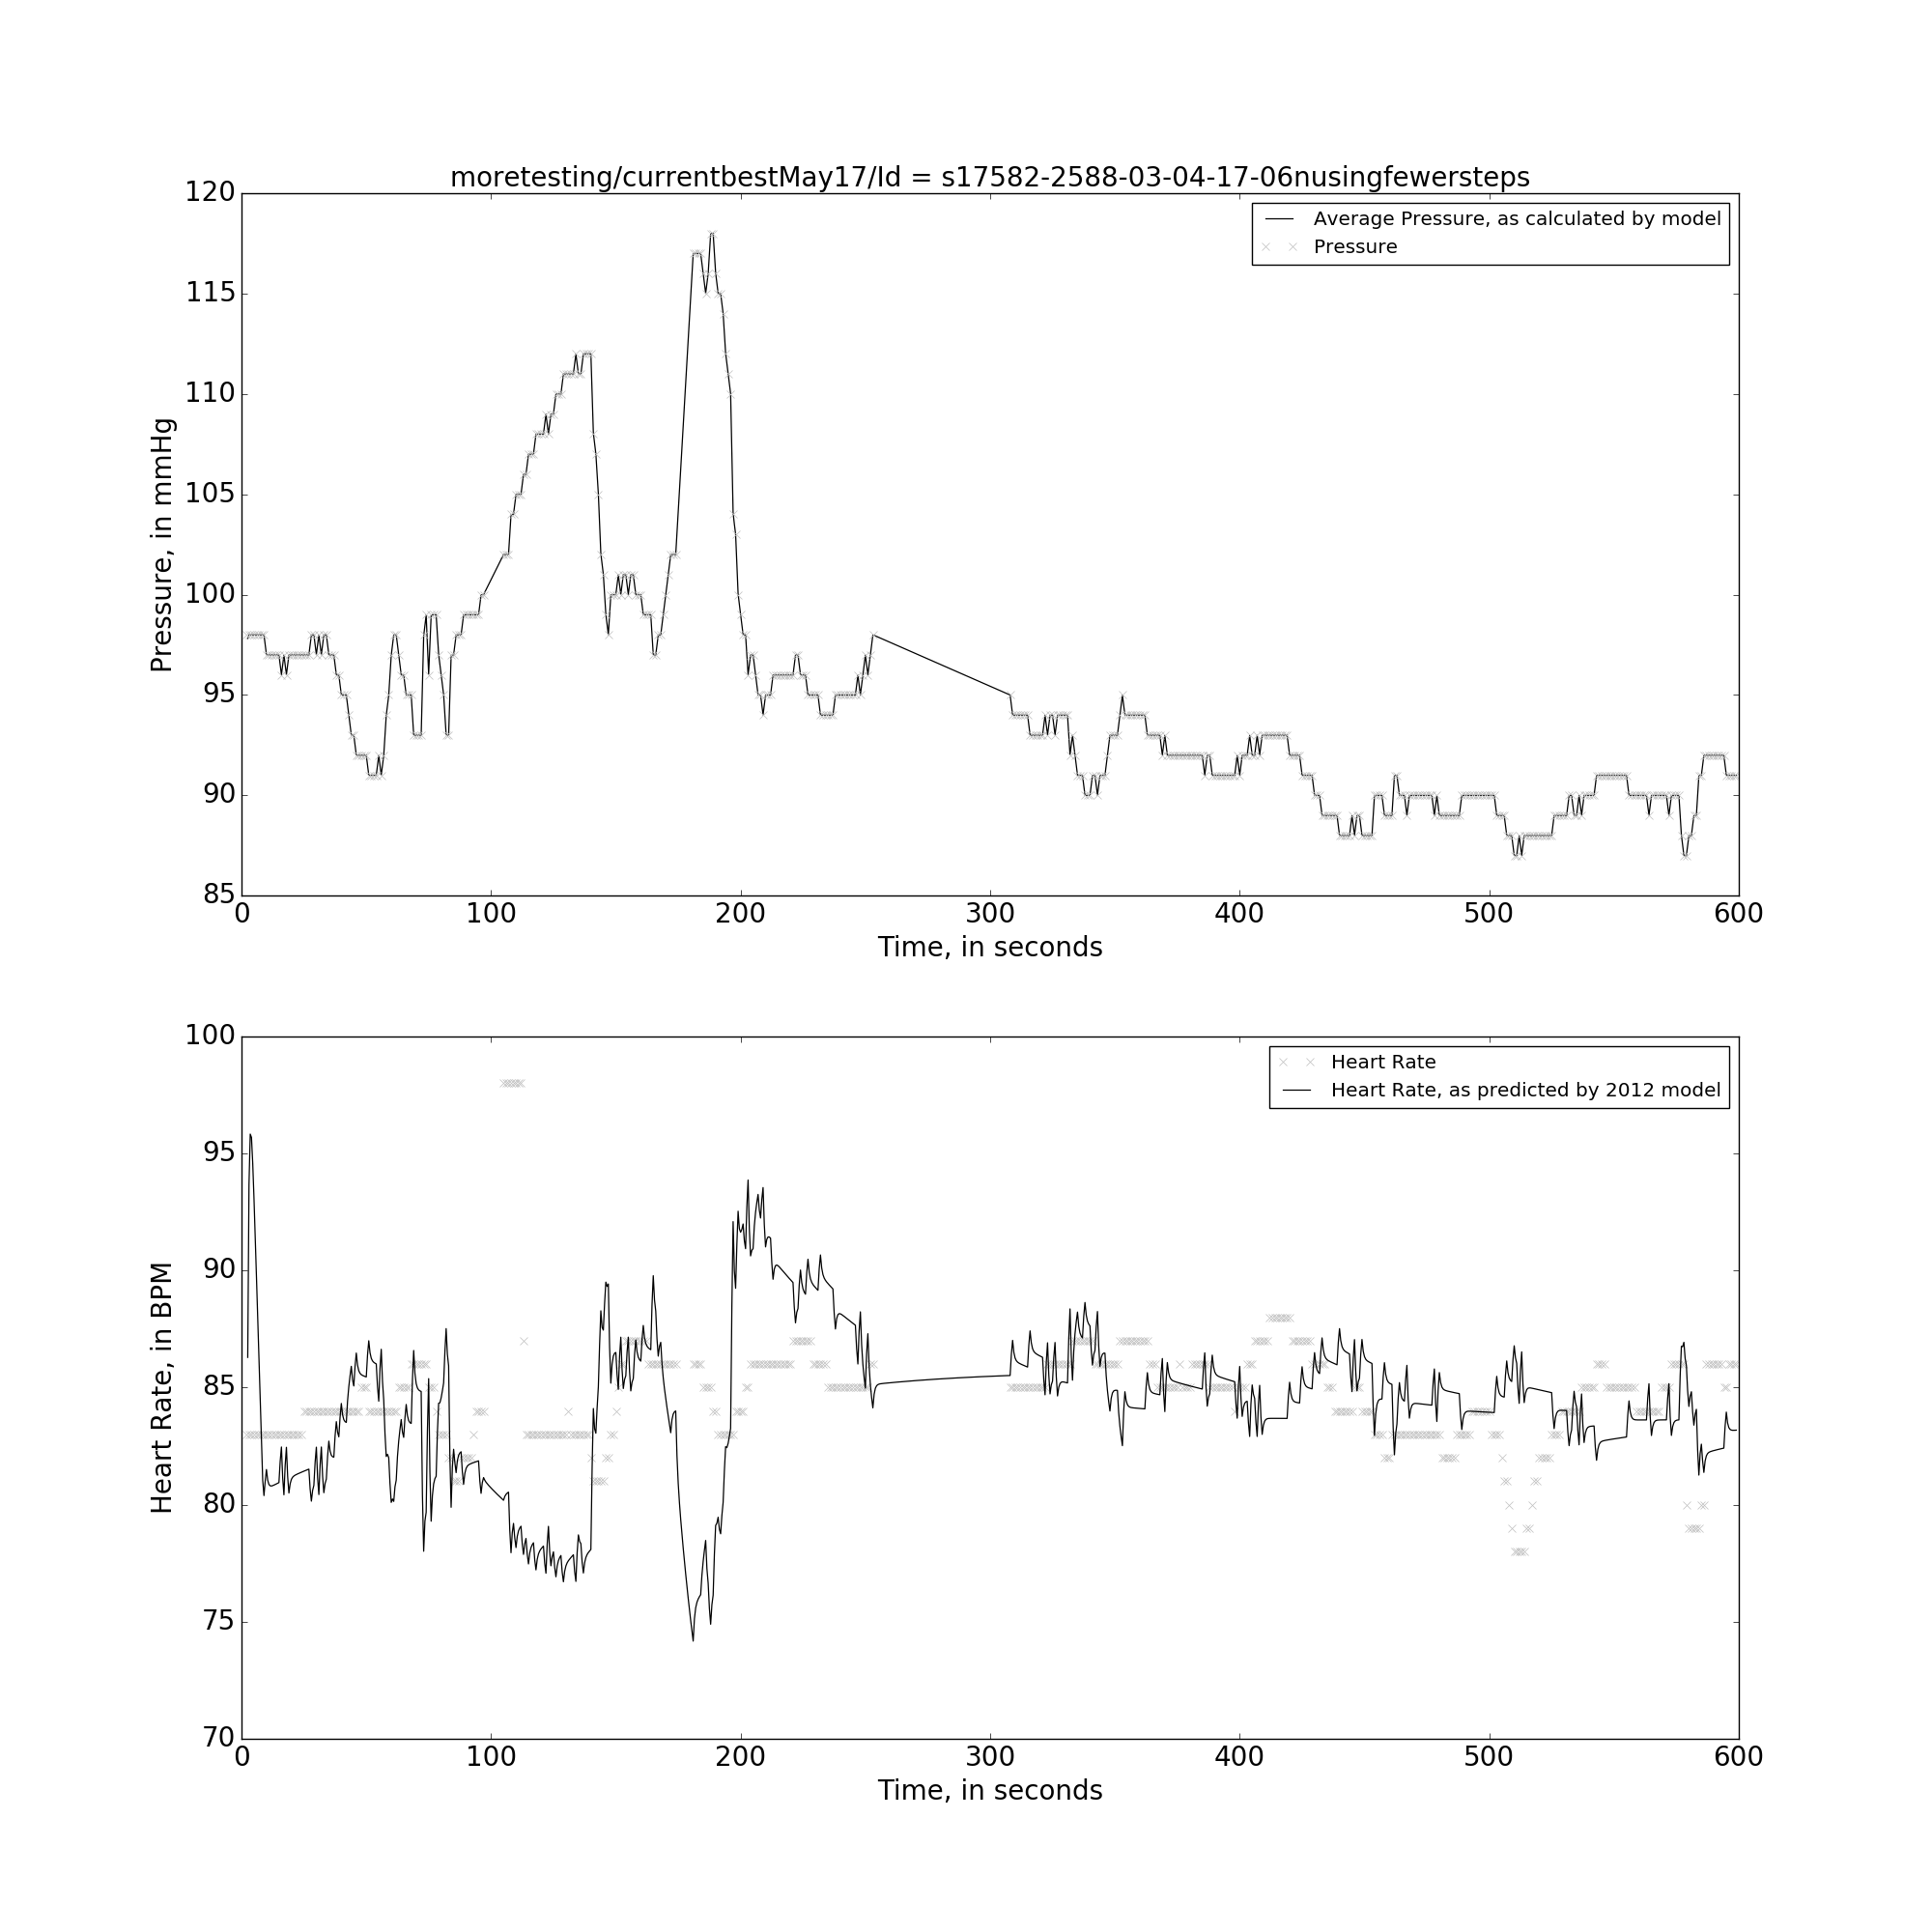 moretesting/currentbestMay17/Id = s17582-2588-03-04-17-06nusingfewersteps
120
115
110
105
100
95
90
85
Pressure, in mmHg
Average Pressure, as calculated by model
Pressure
0 100 200 300 400 500 600
Time, in seconds
100
95
90
85
80
75
70
Heart Rate, in BPM
Heart Rate
Heart Rate, as predicted by 2012 model
0 100 200 300 400 500 600
Time, in seconds